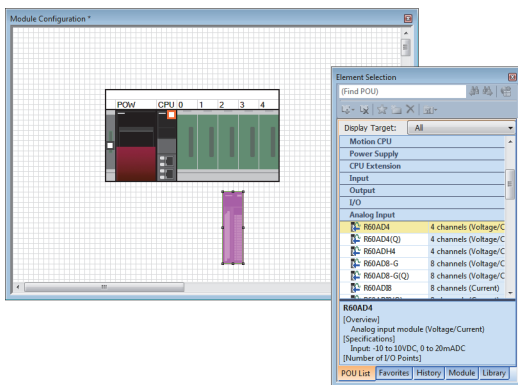 Module Configuration *
POW CPU 0 1 2 3 4
Element Selection
(Find POU)
Display Target: All
Motion CPU
Power Supply
CPU Extension
Input
Output
I/O
Analog Input
R60AD4 4 channels (Voltage/C
R60AD4(Q) 4 channels (Voltage/C
R60ADH4 4 channels (Voltage/C
R60AD8-G 8 channels (Voltage/C
R60AD8-G(Q) 8 channels (Voltage/C
R60ADI8 8 channels (Current)
R60AD4
[Overview]
Analog input module (Voltage/Current)
[Specifications]
Input: -10 to 10VDC, 0 to 20mADC
[Number of I/O Points]
POU List Favorites History Module Library